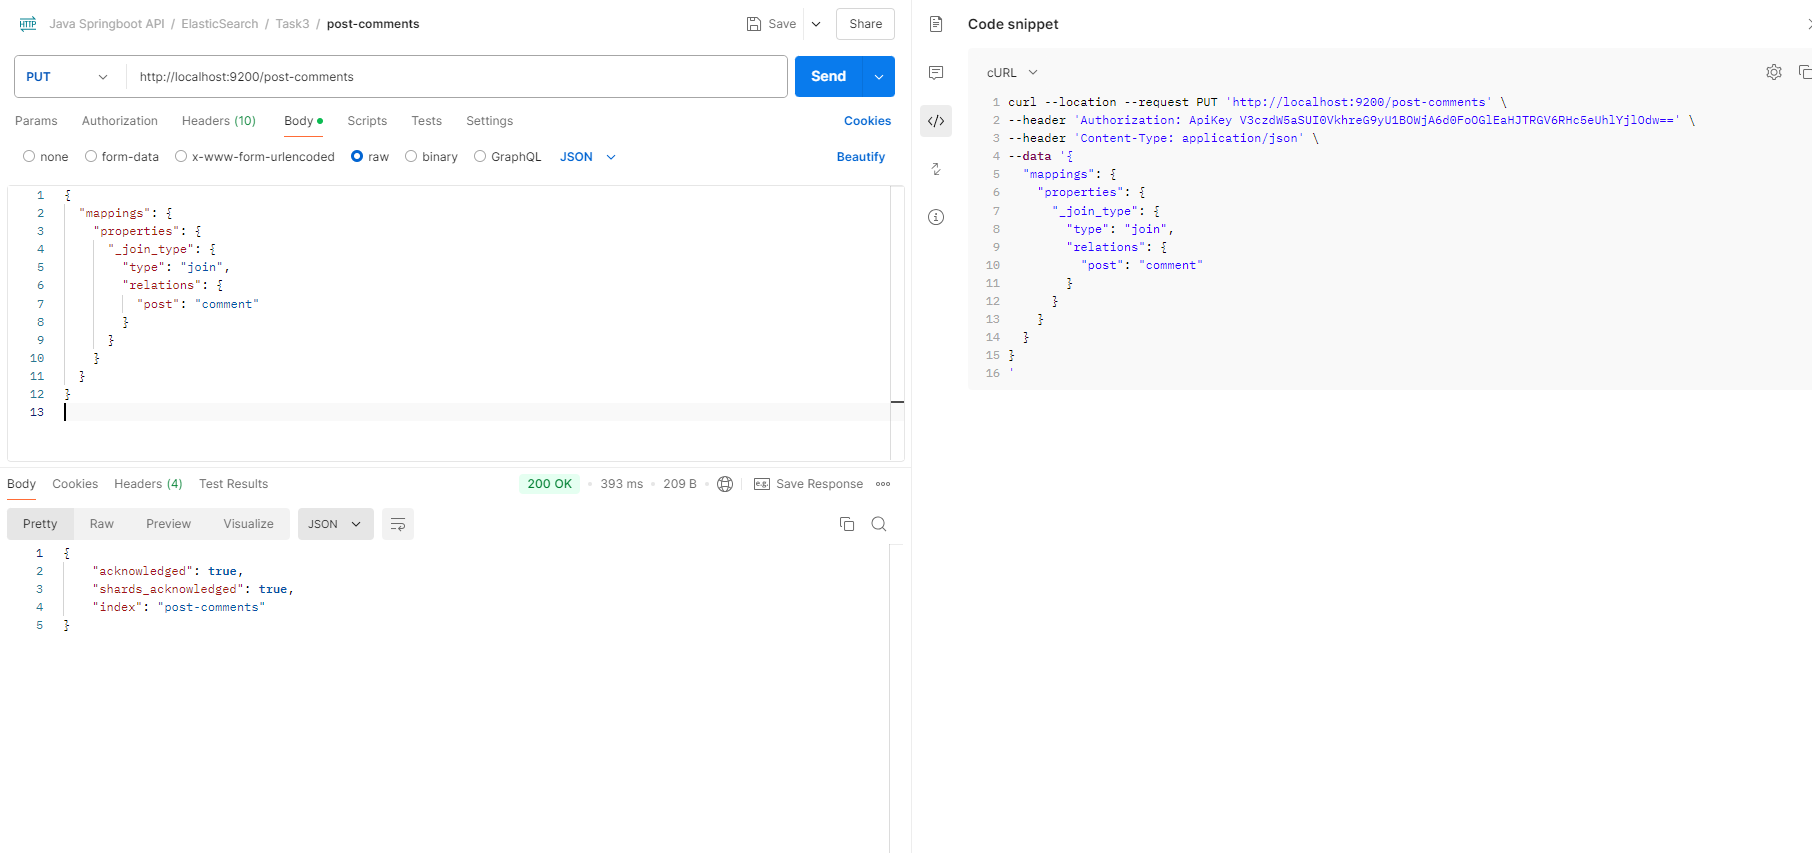 HTTP Java Springboot API / ElasticSearch / Task3 / post-comments Save Share
PUT http://localhost:9200/post-comments Send
Params Authorization Headers (10) Body Scripts Tests Settings Cookies
none form-data x-www-form-urlencoded raw binary GraphQL JSON Beautify
1 {
2 "mappings": {
3 "properties": {
4 "_join_type": {
5 "type": "join",
6 "relations": {
7 "post": "comment"
8 }
9 }
10 }
11 }
12 }
13
Body Cookies Headers (4) Test Results 200 OK • 393 ms • 209 B • e.g. Save Response
Pretty Raw Preview Visualize JSON
1 {
2 "acknowledged": true,
3 "shards_acknowledged": true,
4 "index": "post-comments"
5 }
Code snippet
cURL
1 curl --location --request PUT 'http://localhost:9200/post-comments' \
2 --header 'Authorization: ApiKey V3czdW5aSUI0VkhreG9yU1BOWjA6d0FoOGlEaHJTRGV6RHc5eUhlYjlOdw==' \
3 --header 'Content-Type: application/json' \
4 --data '{
5 "mappings": {
6 "properties": {
7 "_join_type": {
8 "type": "join",
9 "relations": {
10 "post": "comment"
11 }
12 }
13 }
14 }
15 }
16 '